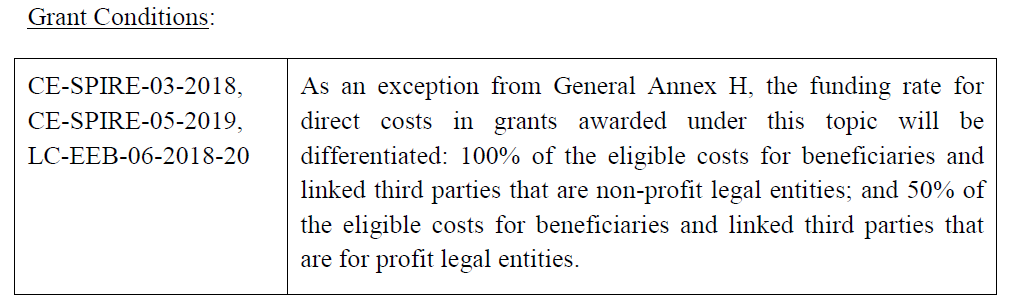 Grant Conditions:
CE-SPIRE-03-2018,
CE-SPIRE-05-2019,
LC-EEB-06-2018-20
As an exception from General Annex H, the funding rate for
direct costs in grants awarded under this topic will be
differentiated: 100% of the eligible costs for beneficiaries and
linked third parties that are non-profit legal entities; and 50% of
the eligible costs for beneficiaries and linked third parties that
are for profit legal entities.